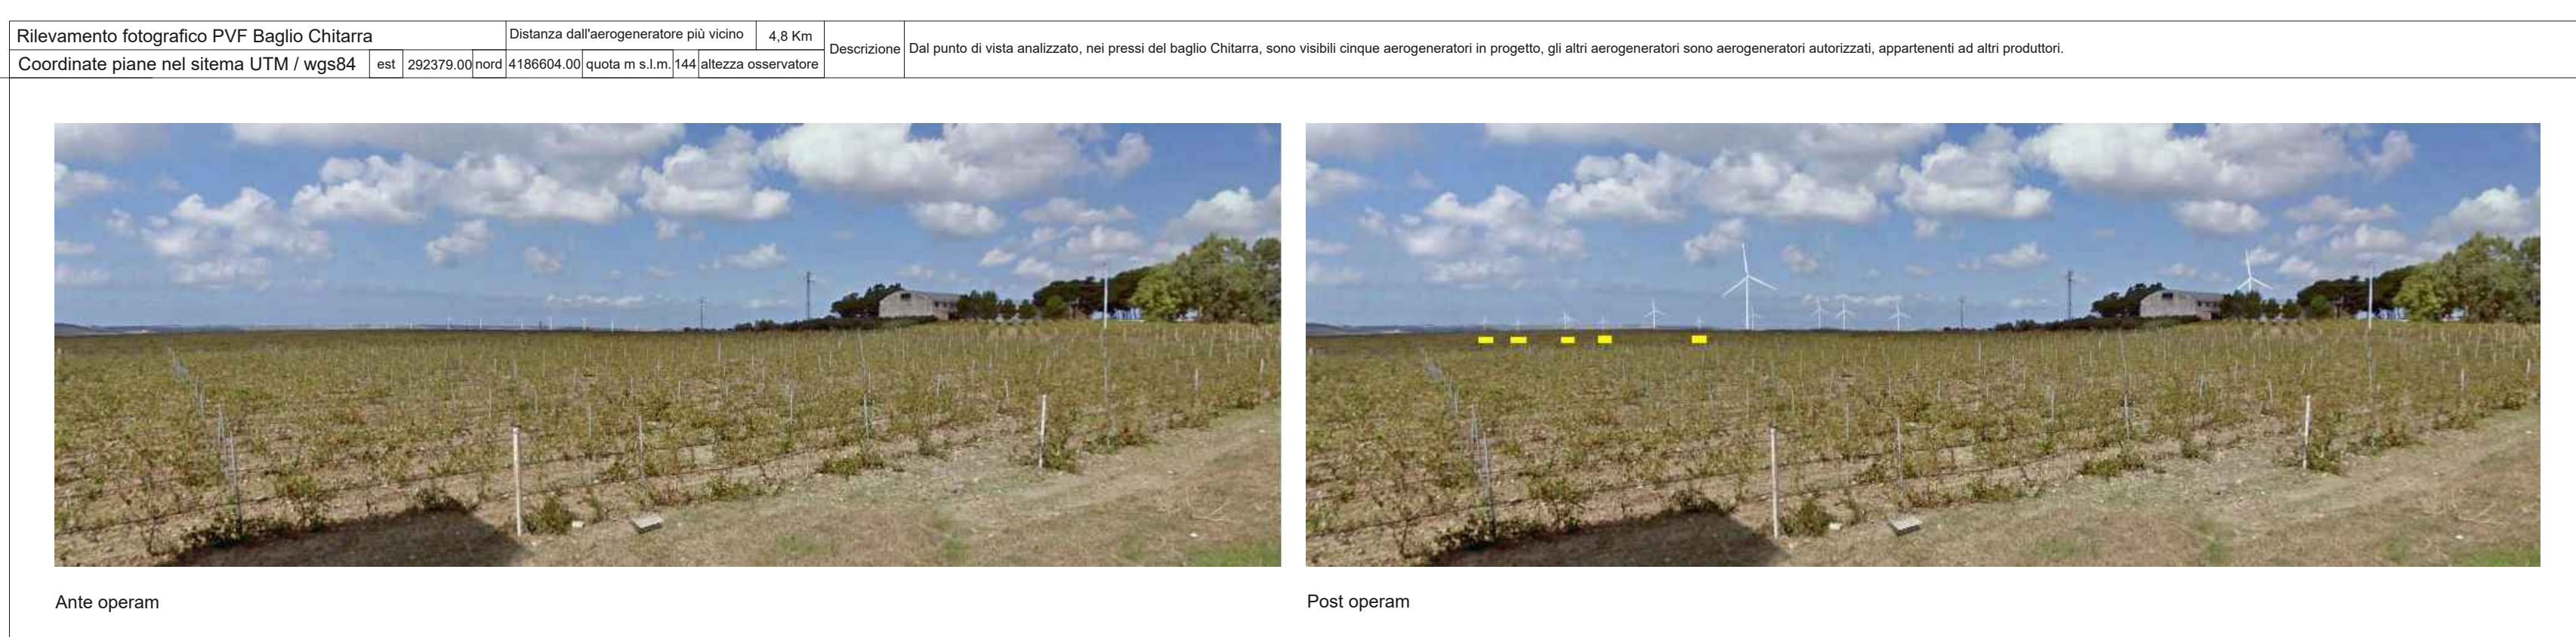 Rilevamento fotografico PVF Baglio Chitarra
Distanza dall'aerogeneratore più vicino
4,8 Km
Coordinate piane nel sitema UTM / wgs84
est
292379.00
nord
4186604.00
quota m s.l.m.
144
altezza osservatore
Descrizione
Dal punto di vista analizzato, nei pressi del baglio Chitarra, sono visibili cinque aerogeneratori in progetto, gli altri aerogeneratori sono aerogeneratori autorizzati, appartenenti ad altri produttori.
Ante operam
Post operam